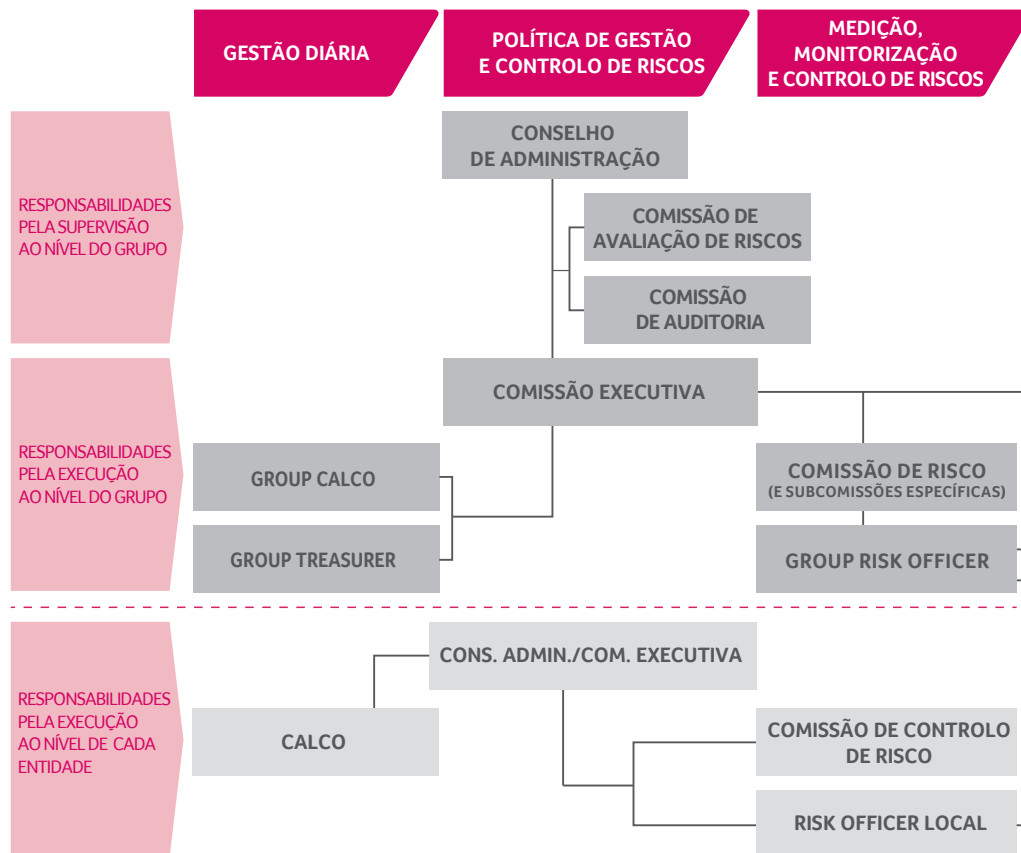 GESTÃO DIÁRIA
POLÍTICA DE GESTÃO
E CONTROLO DE RISCOS
MEDIÇÃO,
MONITORIZAÇÃO
E CONTROLO DE RISCOS
RESPONSABILIDADES
PELA SUPERVISÃO
AO NÍVEL DO GRUPO
CONSELHO
DE ADMINISTRAÇÃO
COMISSÃO DE
AVALIAÇÃO DE RISCOS
COMISSÃO
DE AUDITORIA
RESPONSABILIDADES
PELA EXECUÇÃO
AO NÍVEL DO GRUPO
COMISSÃO EXECUTIVA
GROUP CALCO
GROUP TREASURER
COMISSÃO DE RISCO
(E SUBCOMISSÕES ESPECÍFICAS)
GROUP RISK OFFICER
RESPONSABILIDADES
PELA EXECUÇÃO
AO NÍVEL DE CADA
ENTIDADE
CONS. ADMIN./COM. EXECUTIVA
CALCO
COMISSÃO DE CONTROLO
DE RISCO
RISK OFFICER LOCAL